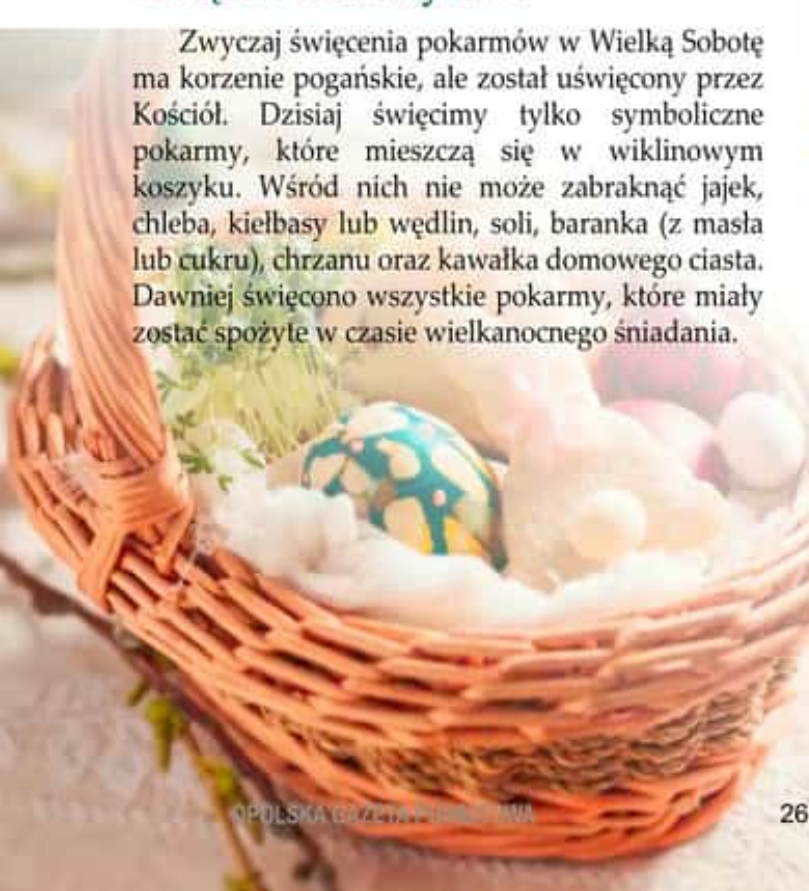 Zwyczaj święcenia pokarmów w Wielką Sobotę
ma korzenie pogańskie, ale został uświęcony przez
Kościół. Dzisiaj święcimy tylko symboliczne
pokarmy, które mieszczą się w wiklinowym
koszyku. Wśród nich nie może zabraknąć jajek,
chleba, kiełbasy lub wędlin, soli, baranka (z masła
lub cukru), chrzanu oraz kawałka domowego ciasta.
Dawniej święcono wszystkie pokarmy, które miały
zostać spożyte w czasie wielkanocnego śniadania.
OPOLSKA GAZETA
26